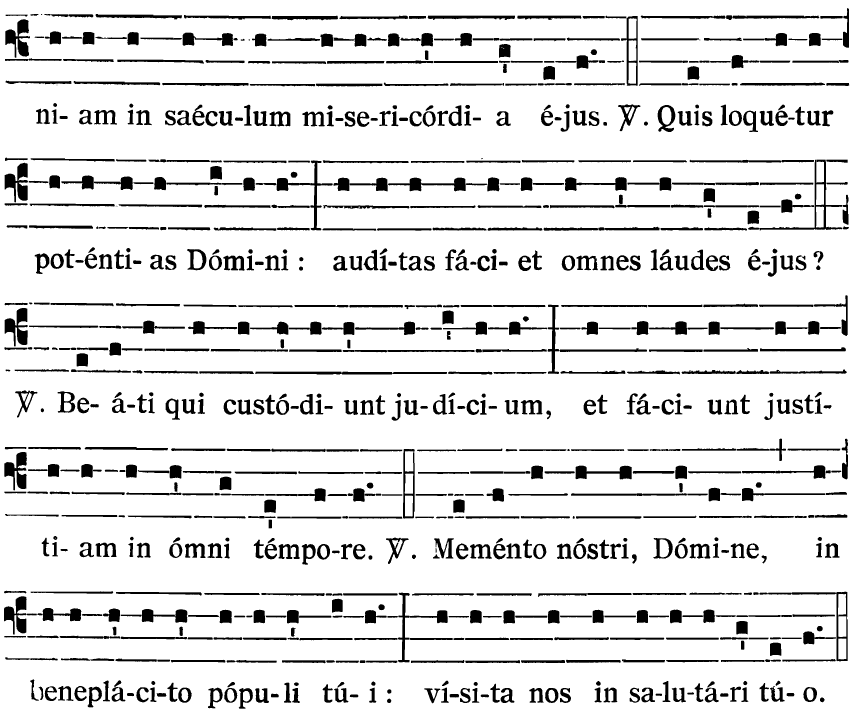 ni- am in saécu-lum mi-se-ri-córdi- a é-jus. ℣. Quis loqué-tur
pot-énti- as Dómi-ni : audí-tas fá-ci- et omnes láudes é-jus ?
℣. Be- á-ti qui custó-di- unt ju-dí-ci- um, et fá-ci- unt justí-
ti- am in ómni témpo-re. ℣. Meménto nóstri, Dómi-ne, in
beneplá-ci-to pópu-li tú- i : ví-si-ta nos in sa-lu-tá-ri tú- o.